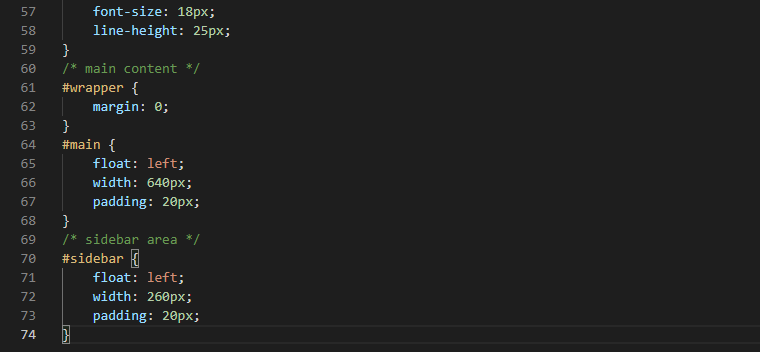 57 font-size: 18px;
58 line-height: 25px;
59 }
60 /* main content */
61 #wrapper {
62 margin: 0;
63 }
64 #main {
65 float: left;
66 width: 640px;
67 padding: 20px;
68 }
69 /* sidebar area */
70 #sidebar {
71 float: left;
72 width: 260px;
73 padding: 20px;
74 }